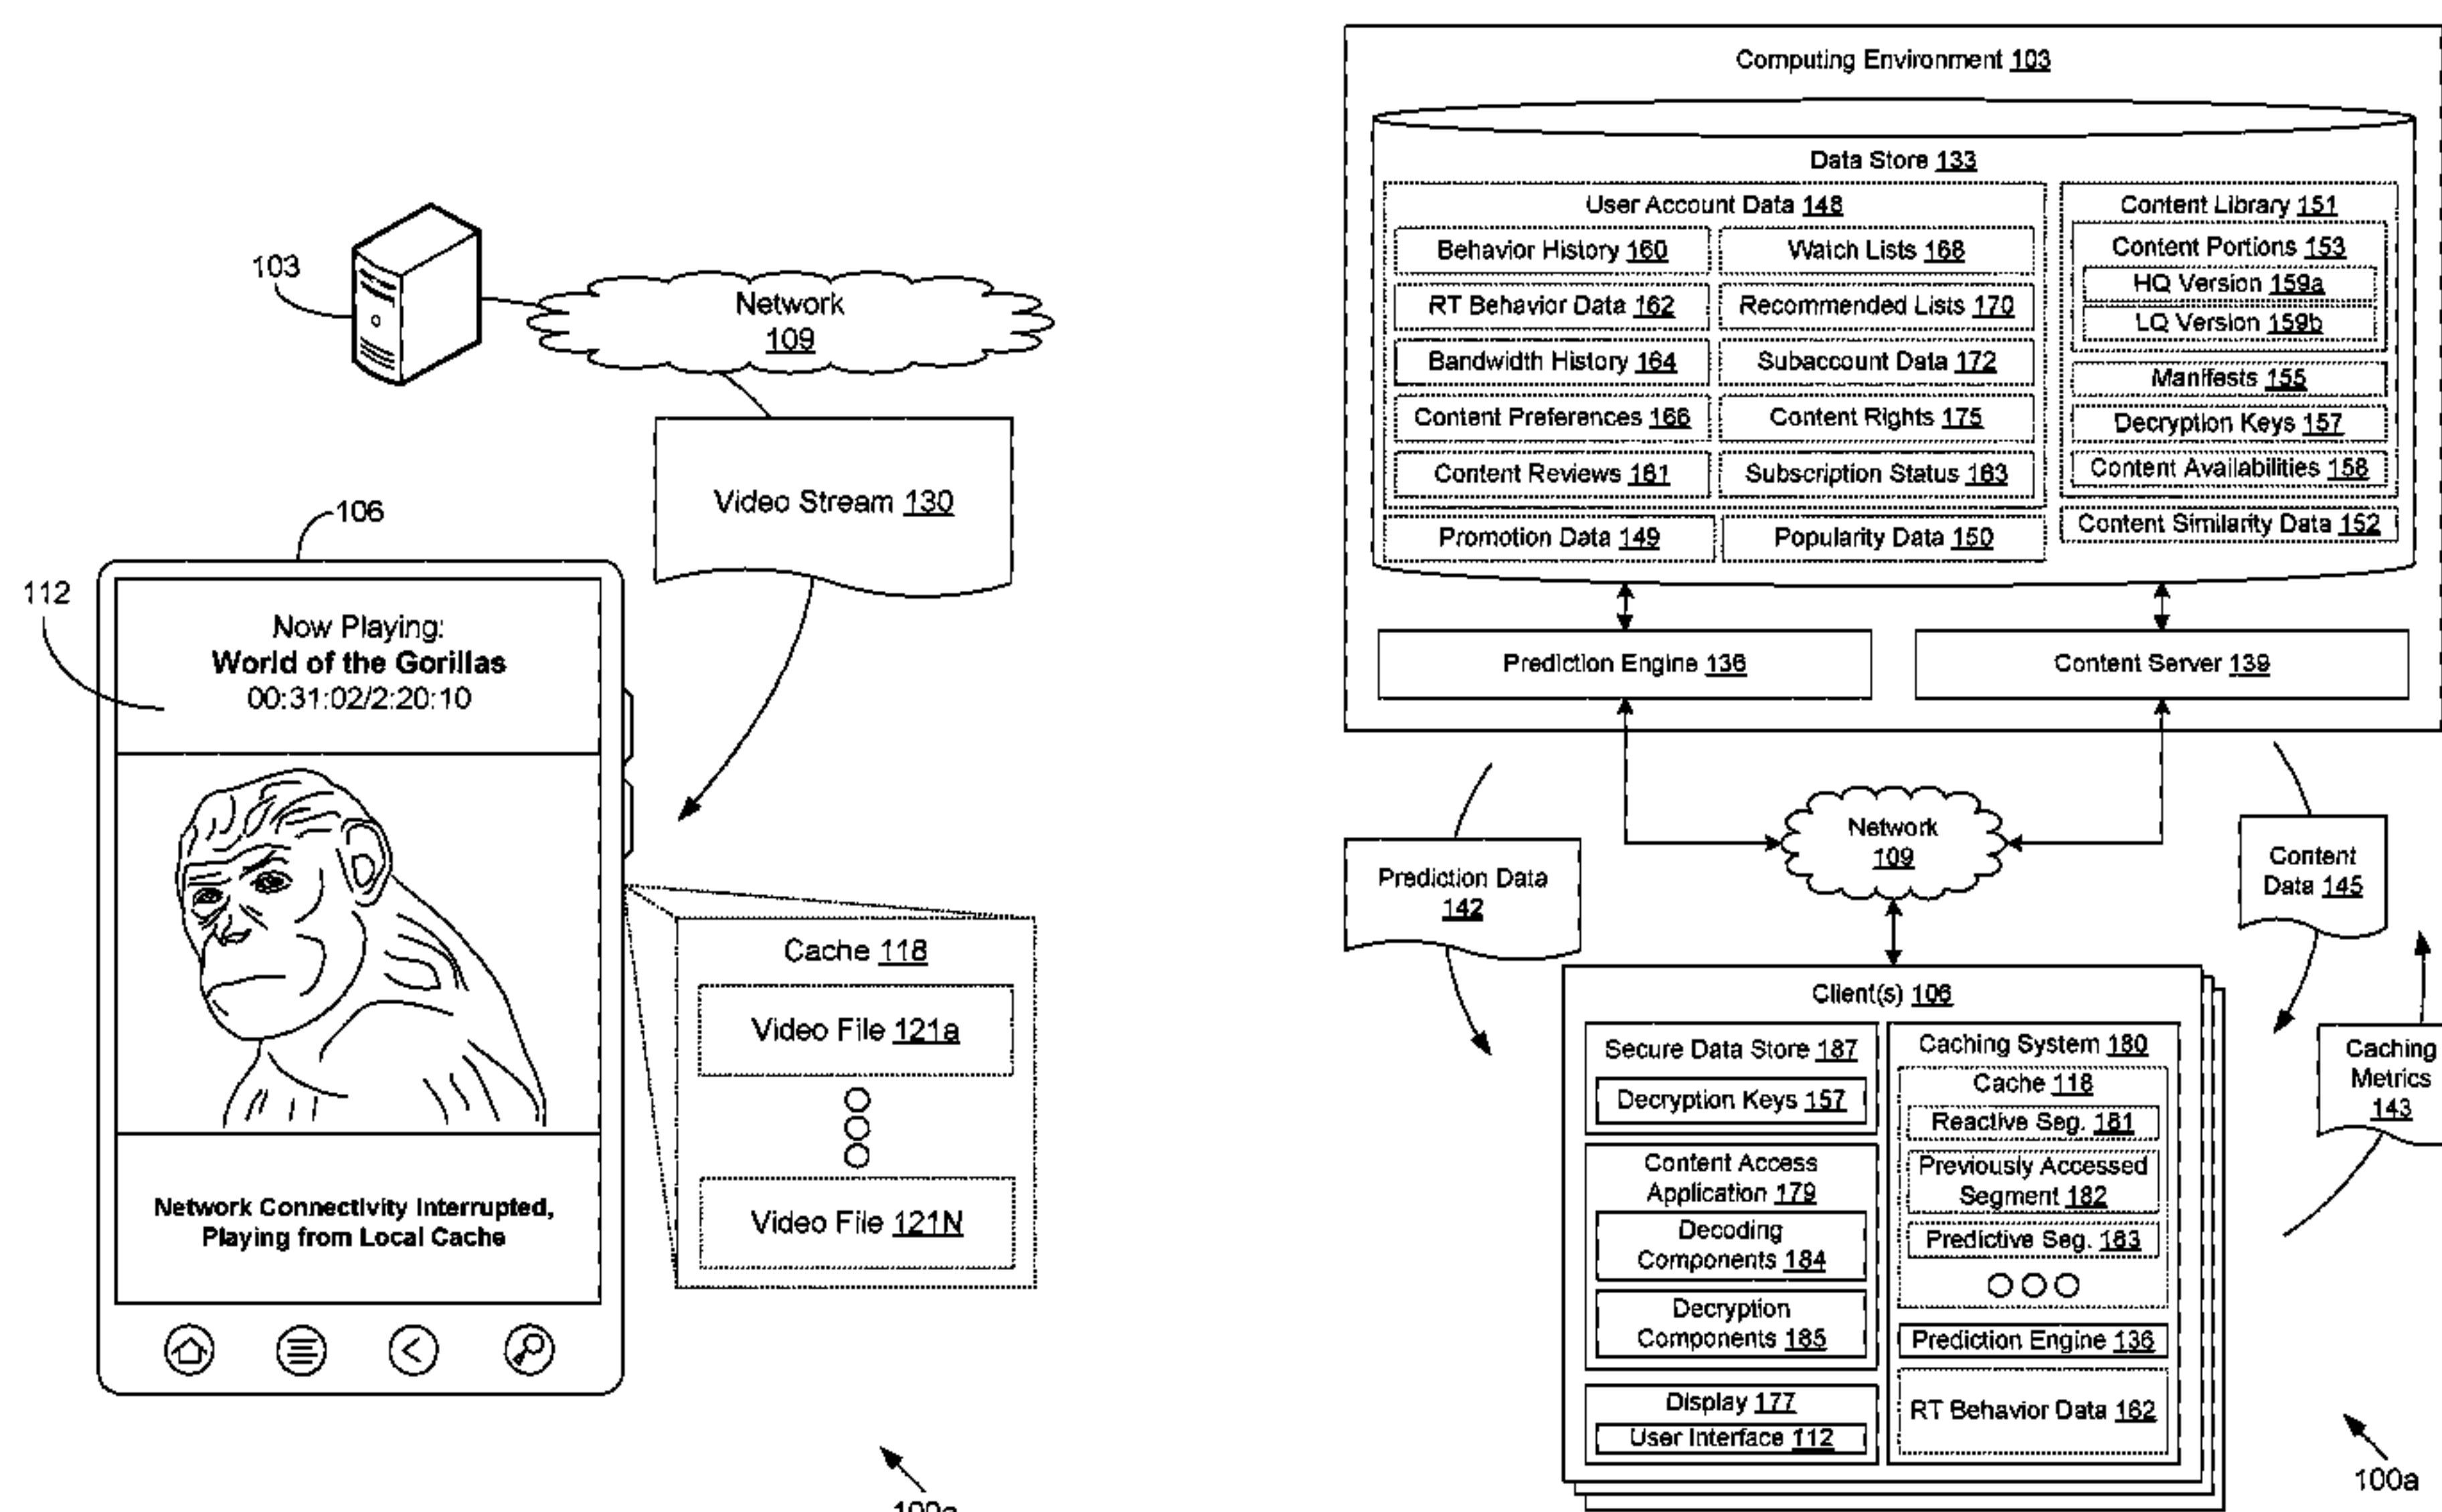 103
Network
109
Video Stream 130
106
112
Now Playing:
World of the Gorillas
00:31:02/2:20:10
Cache 118
Video File 121a
Video File 121N
Network Connectivity Interrupted,
Playing from Local Cache
Computing Environment 103
Data Store 133
User Account Data 148
Behavior History 160
Watch Lists 168
RT Behavior Data 162
Recommended Lists 170
Bandwidth History 164
Subaccount Data 172
Content Preferences 166
Content Rights 175
Content Reviews 161
Subscription Status 163
Promotion Data 149
Popularity Data 150
Content Library 151
Content Portions 153
HQ Version 159a
LQ Version 159b
Manifests 155
Decryption Keys 157
Content Availabilities 158
Content Similarity Data 152
Prediction Engine 136
Content Server 139
Network
109
Prediction Data
142
Content
Data 145
Caching
Metrics
143
Client(s) 106
Secure Data Store 187
Decryption Keys 157
Content Access
Application 179
Decoding
Components 184
Decryption
Components 185
Display 177
User Interface 112
Caching System 180
Cache 118
Reactive Seg. 181
Previously Accessed
Segment 182
Predictive Seg. 183
Prediction Engine 136
RT Behavior Data 162
100a